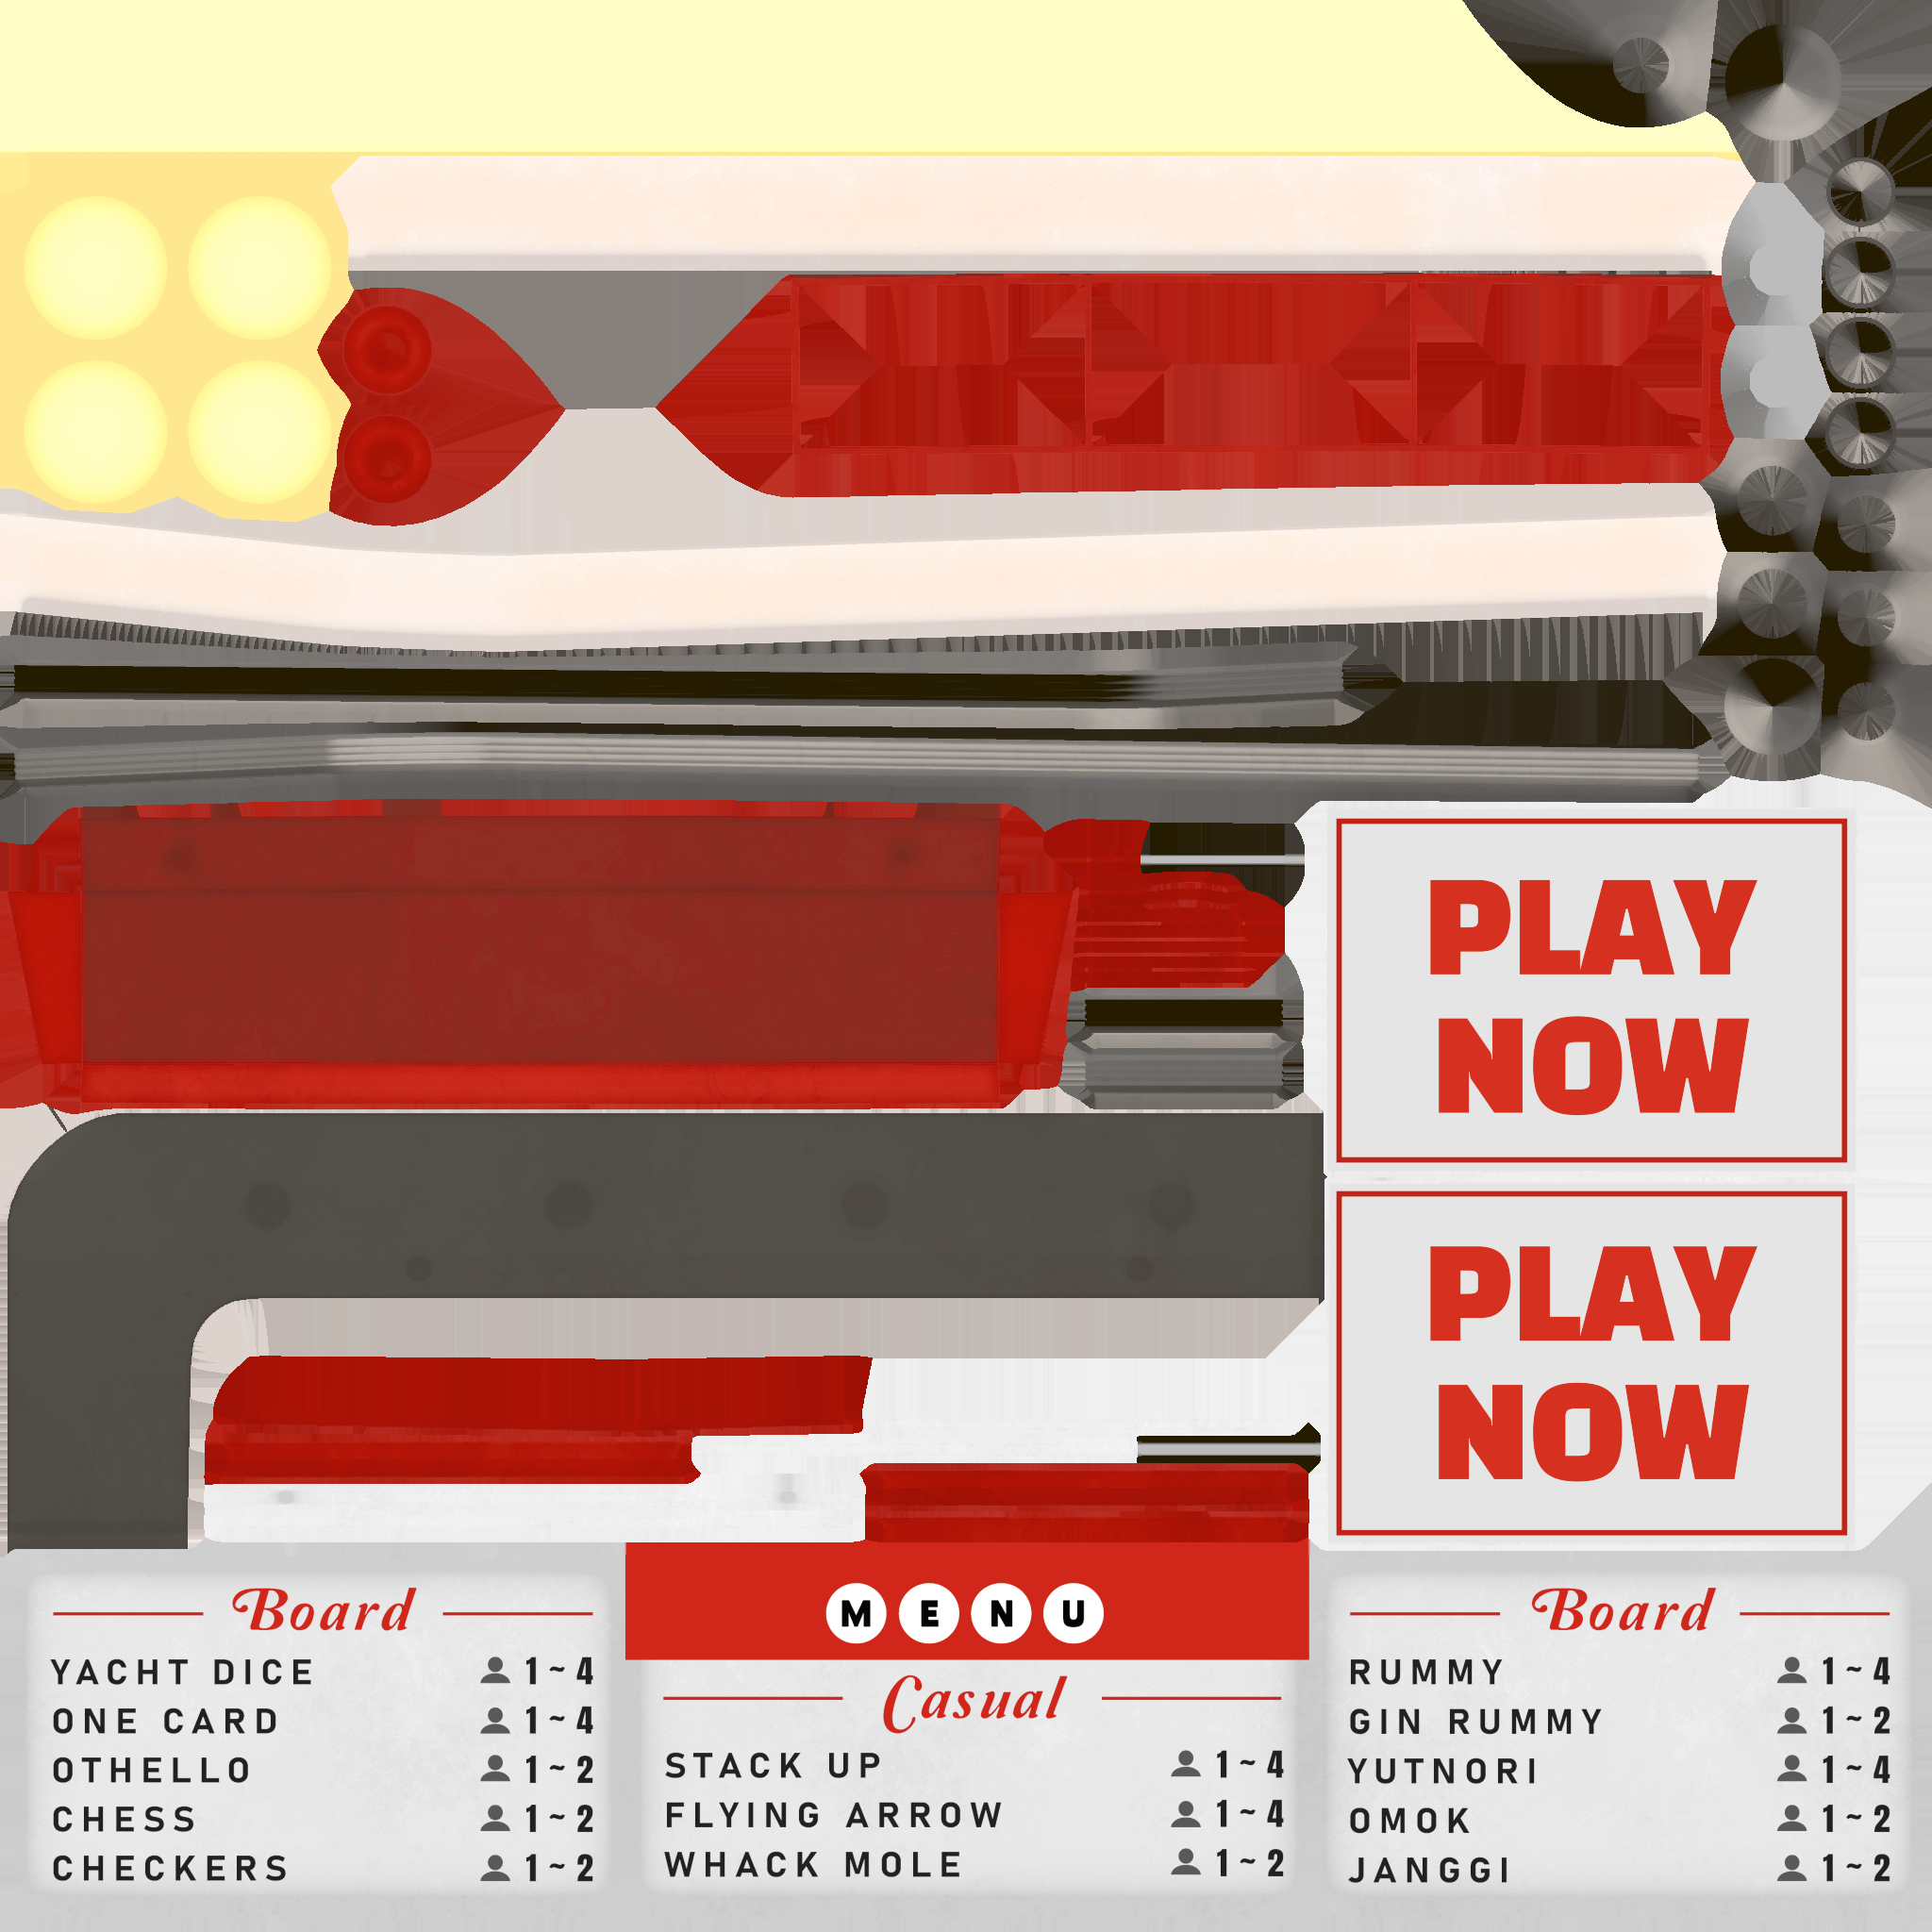 PLAY
NOW
PLAY
NOW
Board
YACHT DICE 1 ~ 4
ONE CARD 1 ~ 4
OTHELLO 1 ~ 2
CHESS 1 ~ 2
CHECKERS 1 ~ 2
MENU
Casual
STACK UP 1 ~ 4
FLYING ARROW 1 ~ 4
WHACK MOLE 1 ~ 2
Board
RUMMY 1 ~ 4
GIN RUMMY 1 ~ 2
YUTNORI 1 ~ 4
OMOK 1 ~ 2
JANGGI 1 ~ 2